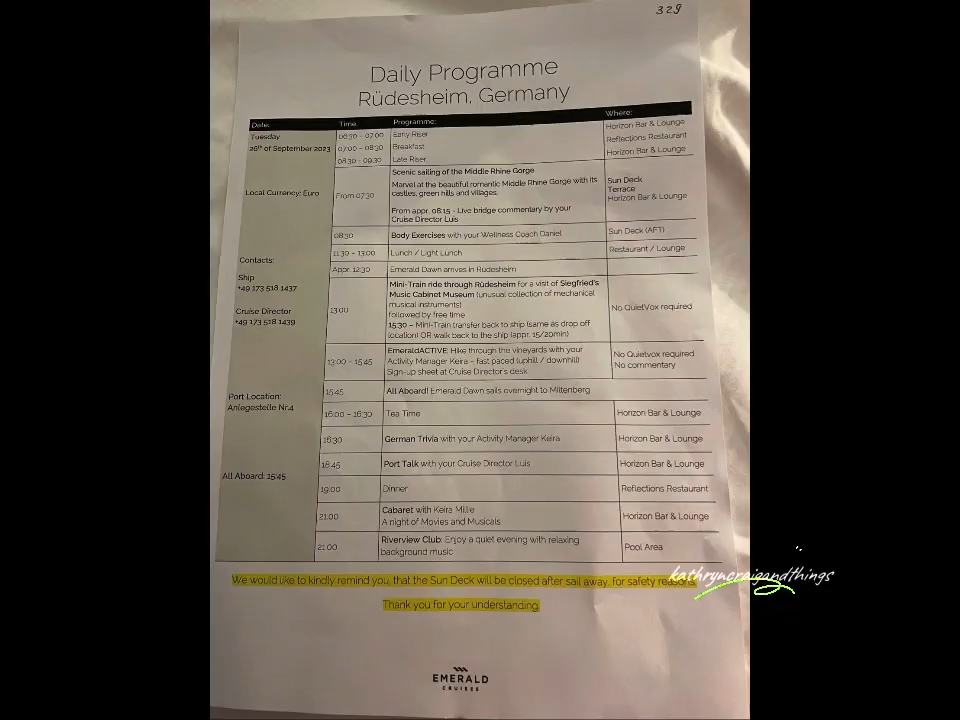 329
Daily Programme
Rüdesheim, Germany
Date: Time: Programme: Where:
Tuesday 06:30 – 07:00 Early Riser Horizon Bar & Lounge
26th of September 2023 07:00 – 08:30 Breakfast Reflections Restaurant
08:30 - 09:30 Late Riser Horizon Bar & Lounge
Local Currency: Euro
From 07:30
Scenic sailing of the Middle Rhine Gorge
Marvel at the beautiful romantic Middle Rhine Gorge with its
castles, green hills and villages.
From appr. 08:15 - Live bridge commentary by your
Cruise Director Luis
Sun Deck
Terrace
Horizon Bar & Lounge
08:30 Body Exercises with your Wellness Coach Daniel Sun Deck (AFT)
11:30 – 13:00 Lunch / Light Lunch Restaurant / Lounge
Contacts:
Appr. 12:30 Emerald Dawn arrives in Rüdesheim
Ship
+49 173 518 1437
Cruise Director
+49 173 518 1439
13:00
Mini-Train ride through Rüdesheim for a visit of Siegfried's
Music Cabinet Museum (unusual collection of mechanical
musical instruments)
followed by free time
15:30 – Mini-Train transfer back to ship (same as drop off
location) OR walk back to the ship (appr. 15/20min)
No QuietVox required
13:00 – 15:45
EmeraldACTIVE: Hike through the vineyards with your
Activity Manager Keira – fast paced (uphill / downhill)
Sign-up sheet at Cruise Director's desk
No Quietvox required
No commentary
15:45 All Aboard! Emerald Dawn sails overnight to Miltenberg
Port Location:
Anlegestelle Nr.4
16:00 – 16:30 Tea Time Horizon Bar & Lounge
16:30 German Trivia with your Activity Manager Keira Horizon Bar & Lounge
18:45 Port Talk with your Cruise Director Luis Horizon Bar & Lounge
All Aboard: 15:45
19:00 Dinner Reflections Restaurant
21:00 Cabaret with Keira Millie
A night of Movies and Musicals
Horizon Bar & Lounge
21:00 Riverview Club: Enjoy a quiet evening with relaxing
background music
Pool Area
We would like to kindly remind you, that the Sun Deck will be closed after sail away, for safety reasons.
Thank you for your understanding.
kathryncraigandthings
EMERALD
CRUISES